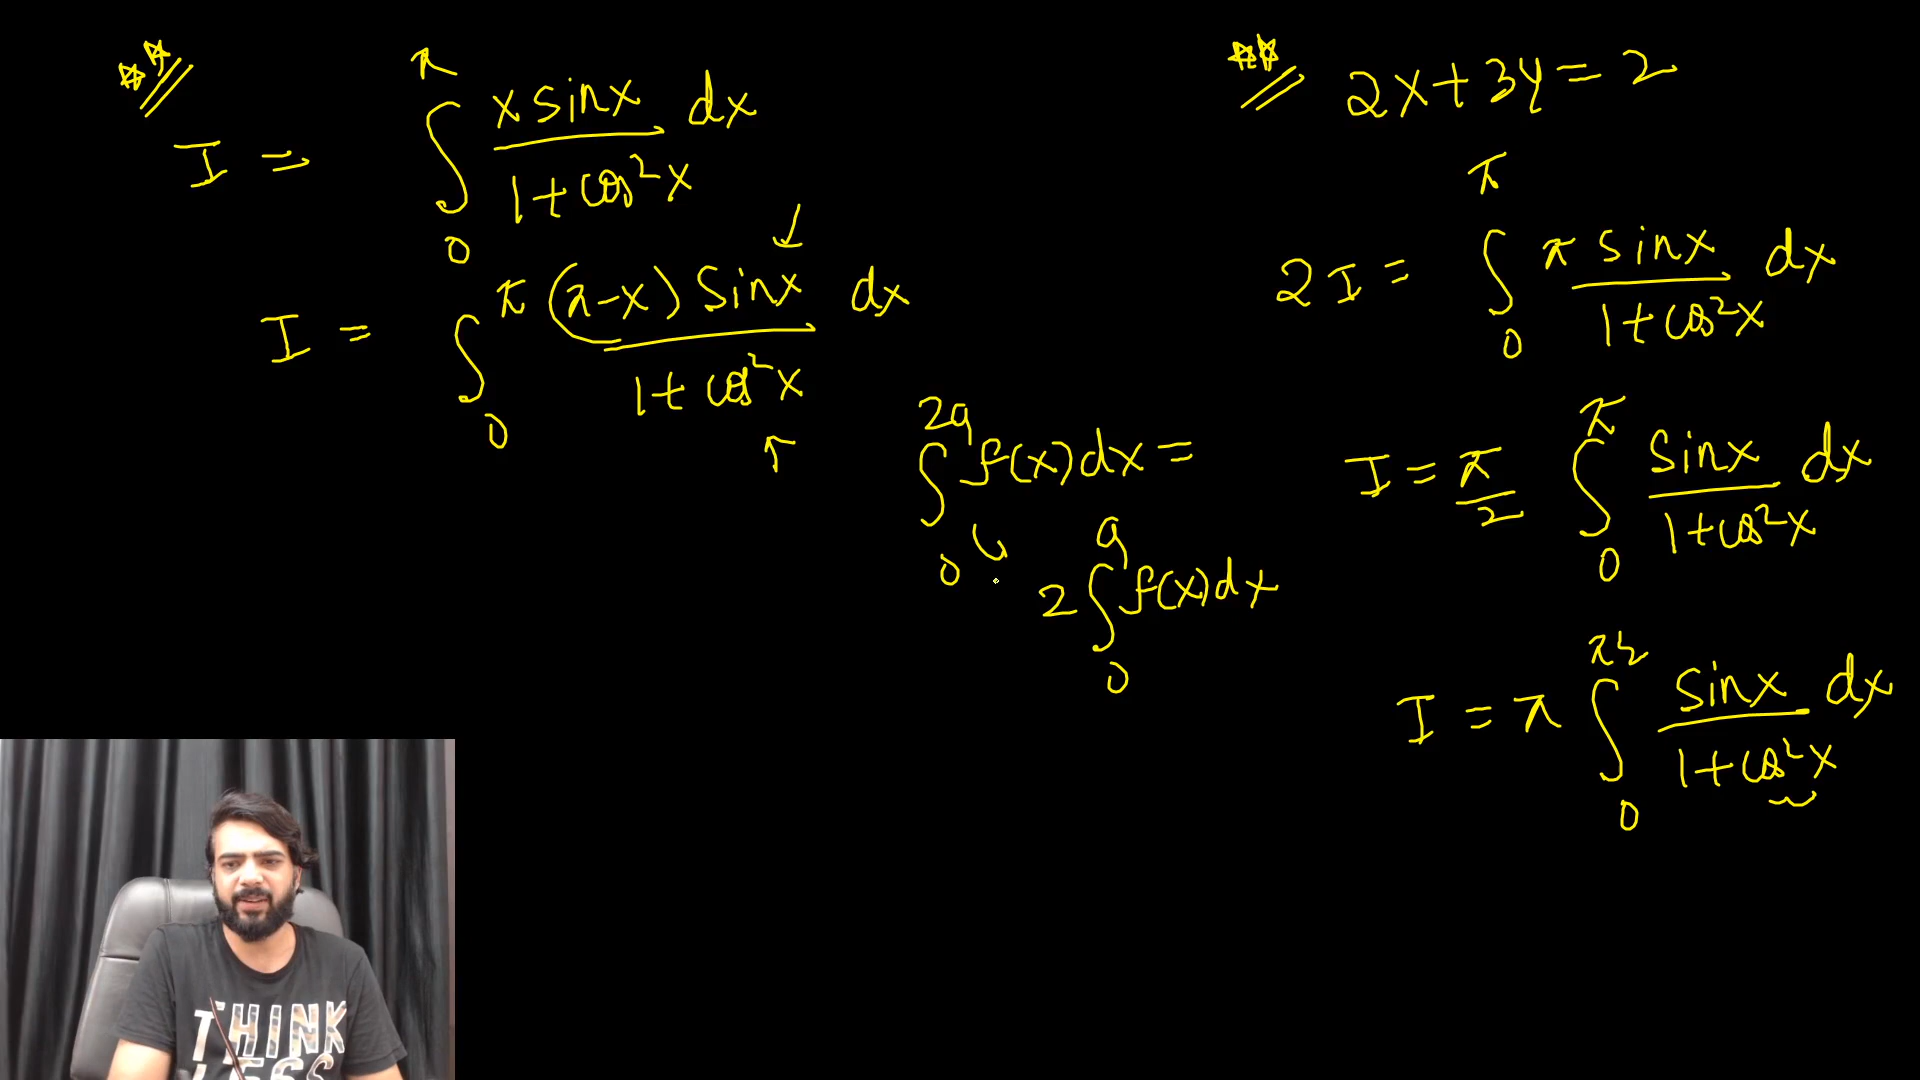 I = ∫₀^π x sinx / 1+cos²x dx
I = ∫₀^π (π-x) sinx / 1+cos²x dx
∫₀^2a f(x)dx =
2∫₀^a f(x)dx
2x+3y=2
2I = ∫₀^π π sinx / 1+cos²x dx
I = π/2 ∫₀^π sinx / 1+cos²x dx
I = π ∫₀^π/2 sinx / 1+cos²x dx
THINK
LESS